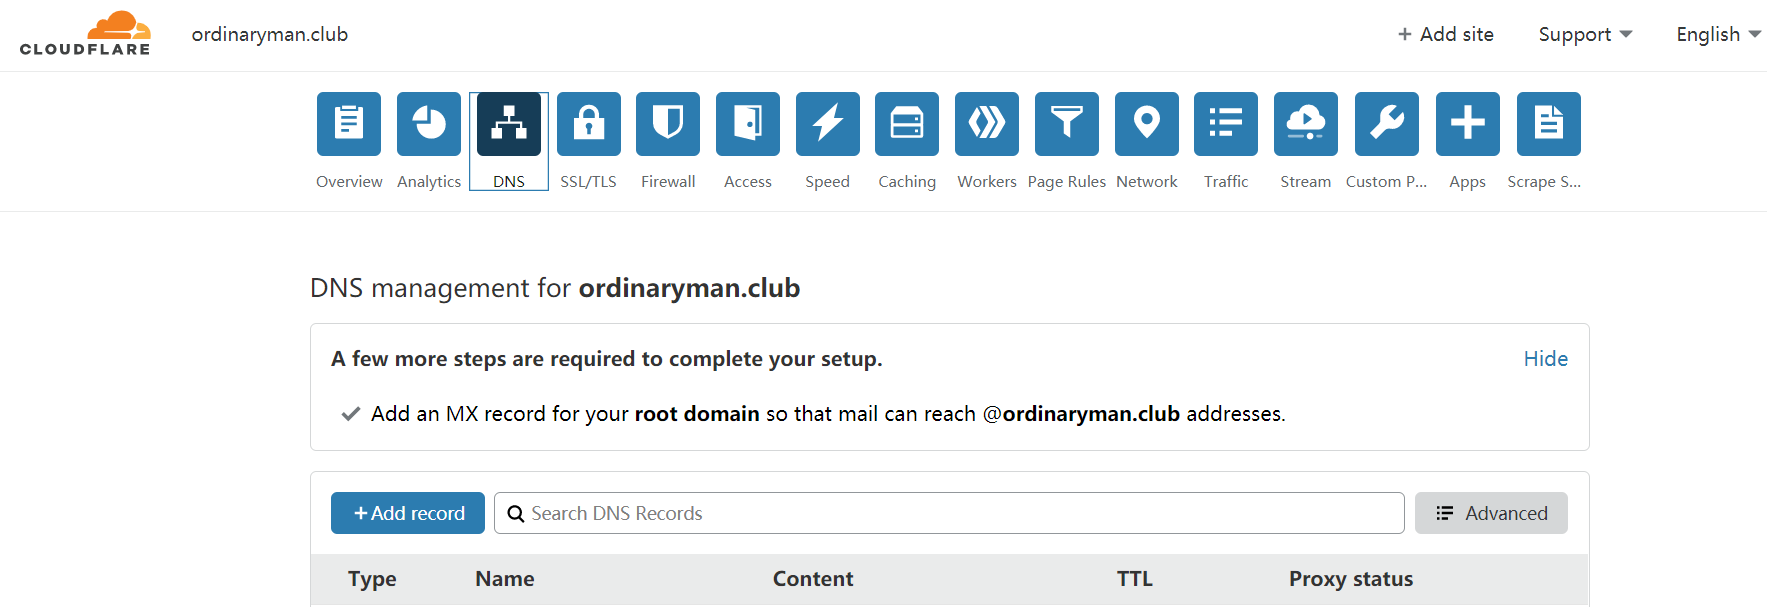 CLOUDFLARE ordinaryman.club + Add site Support English
Overview Analytics DNS SSL/TLS Firewall Access Speed Caching Workers Page Rules Network Traffic Stream Custom P... Apps Scrape S...
DNS management for ordinaryman.club
A few more steps are required to complete your setup. Hide
Add an MX record for your root domain so that mail can reach @ordinaryman.club addresses.
+ Add record Search DNS Records Advanced
Type Name Content TTL Proxy status